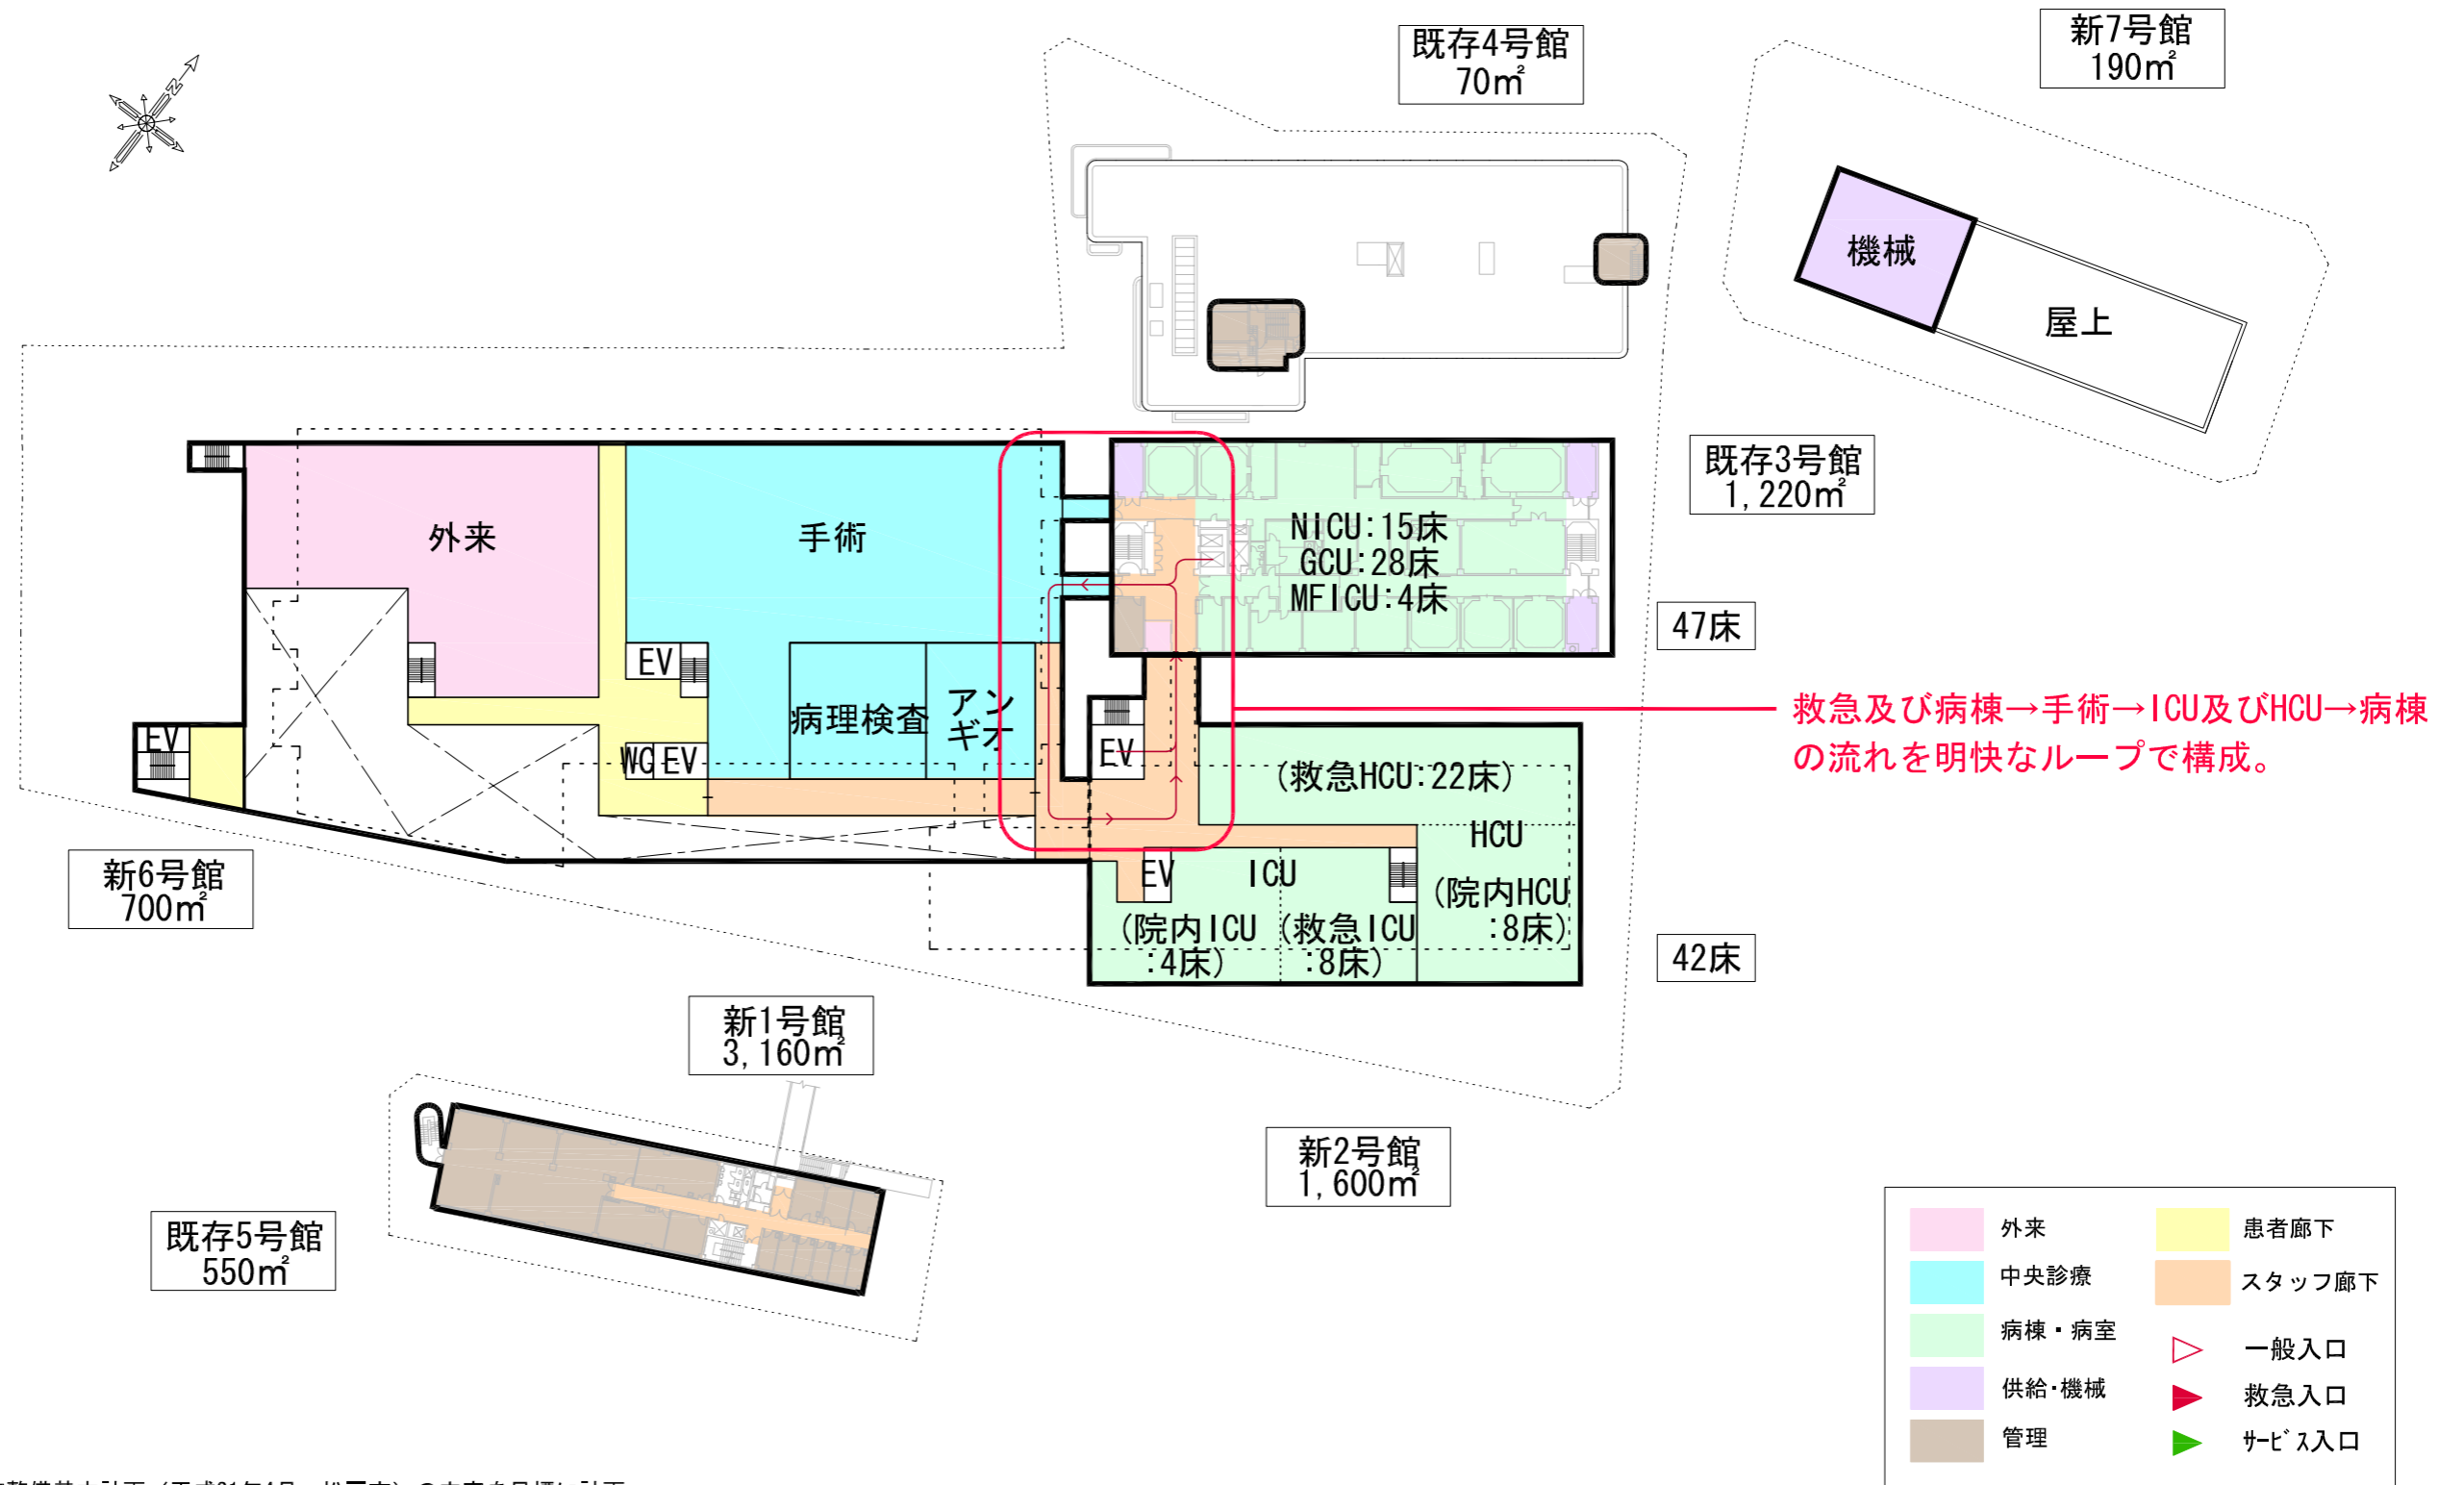 既存4号館
70㎡
新7号館
190㎡
N
機械
屋上
既存3号館
1,220㎡
外来
手術
NICU:15床
GCU:28床
MFICU:4床
47床
EV
病理検査
アン
ギオ
救急及び病棟→手術→ICU及びHCU→病棟
の流れを明快なループで構成。
EV
WC
EV
EV
(救急HCU:22床)
HCU
(院内HCU
:8床)
EV
ICU
(院内ICU
:4床)
(救急ICU
:8床)
新6号館
700㎡
42床
新1号館
3,160㎡
新2号館
1,600㎡
既存5号館
550㎡
外来
患者廊下
中央診療
スタッフ廊下
病棟・病室
一般入口
供給・機械
救急入口
管理
サービス入口